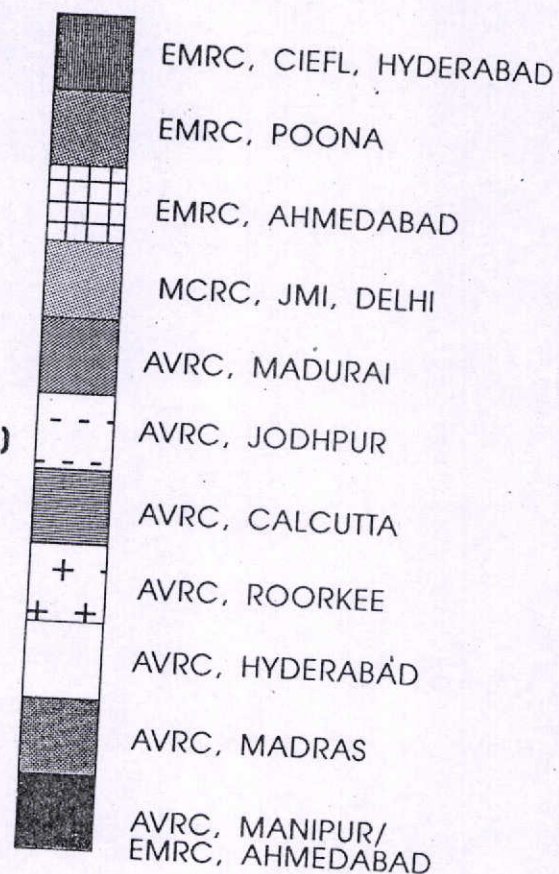 EMRC, CIEFL, HYDERABAD
EMRC, POONA
EMRC, AHMEDABAD
MCRC, JMI, DELHI
AVRC, MADURAI
AVRC, JODHPUR
AVRC, CALCUTTA
AVRC, ROORKEE
AVRC, HYDERABAD
AVRC, MADRAS
AVRC, MANIPUR/
EMRC, AHMEDABAD